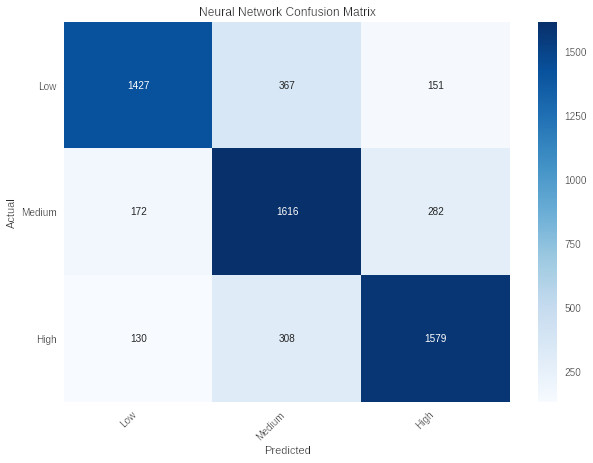 Neural Network Confusion Matrix
Actual
Low 1427 367 151
Medium 172 1616 282
High 130 308 1579
Low Medium High
Predicted
1500
1250
1000
750
500
250